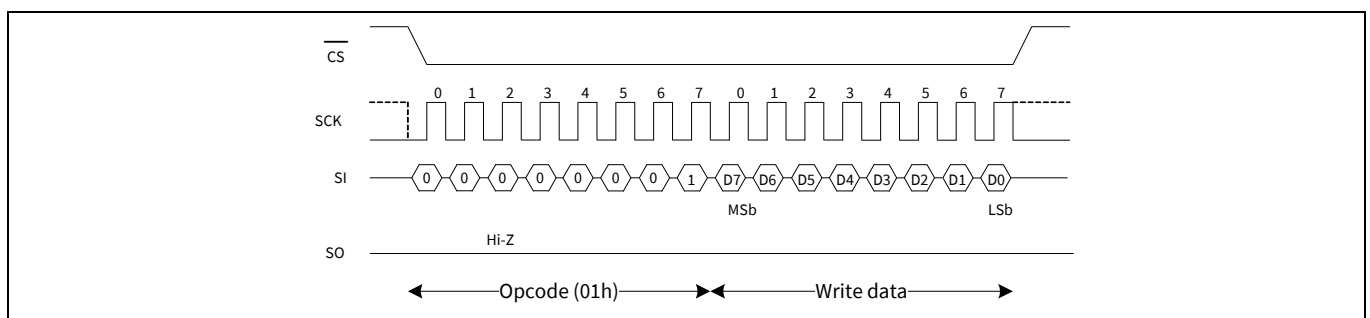 CS
0 1 2 3 4 5 6 7 0 1 2 3 4 5 6 7
SCK
SI 0 0 0 0 0 0 0 1 D7 D6 D5 D4 D3 D2 D1 D0
MSb LSb
Hi-Z
SO
Opcode (01h) Write data